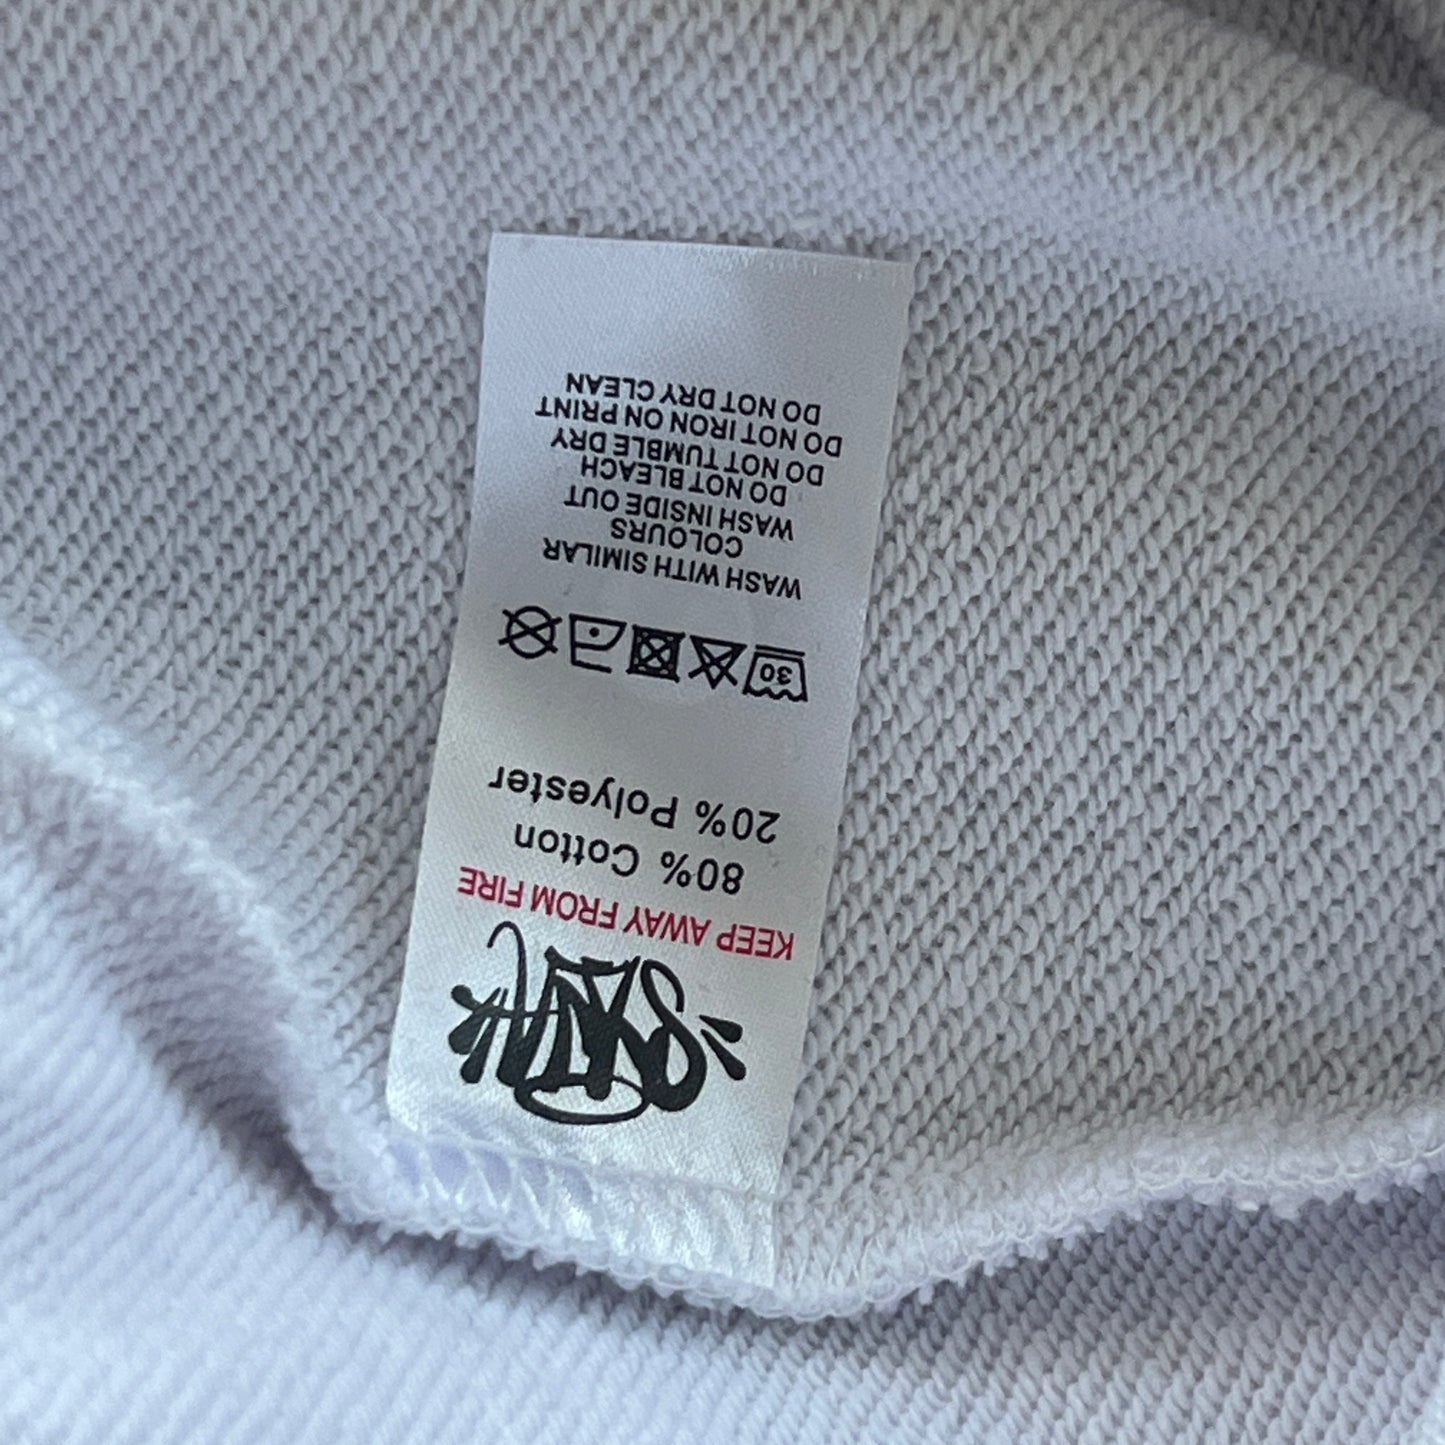 KEEP AWAY FROM FIRE
80% Cotton
20% Polyester
30
WASH WITH SIMILAR
COLOURS
WASH INSIDE OUT
DO NOT BLEACH
DO NOT TUMBLE DRY
DO NOT IRON ON PRINT
DO NOT DRY CLEAN